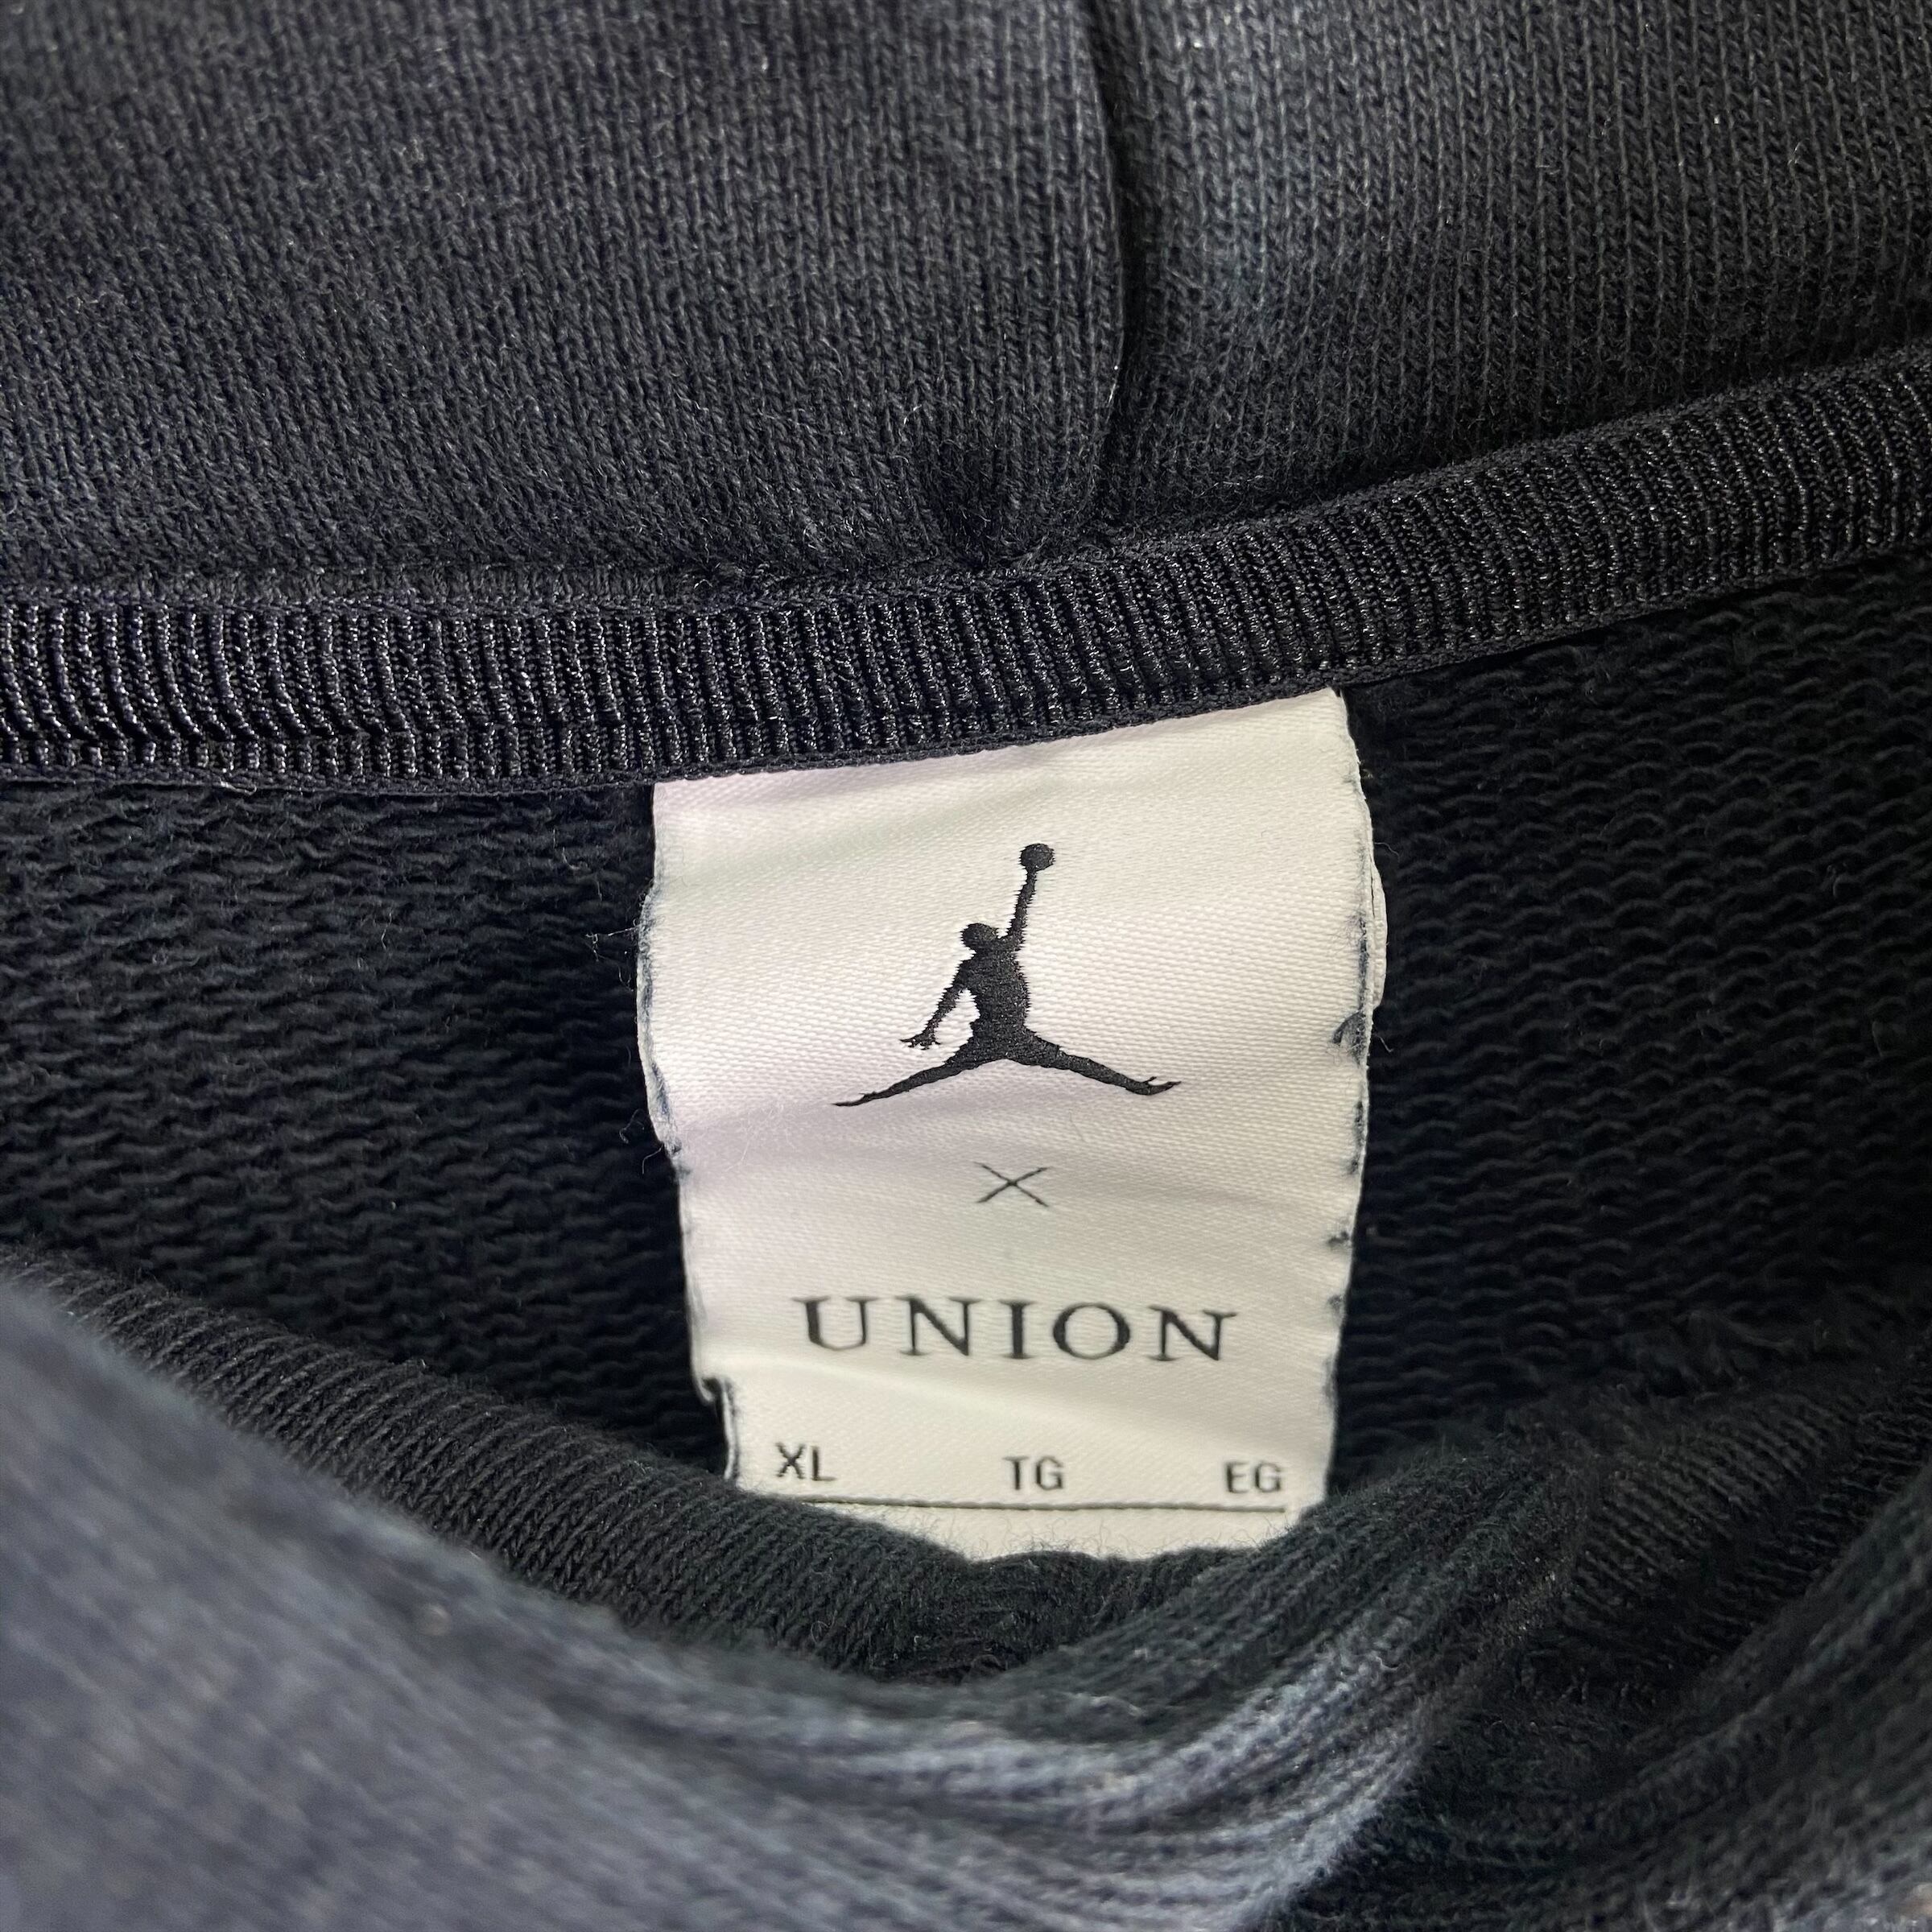 ×
UNION
XL TG EG